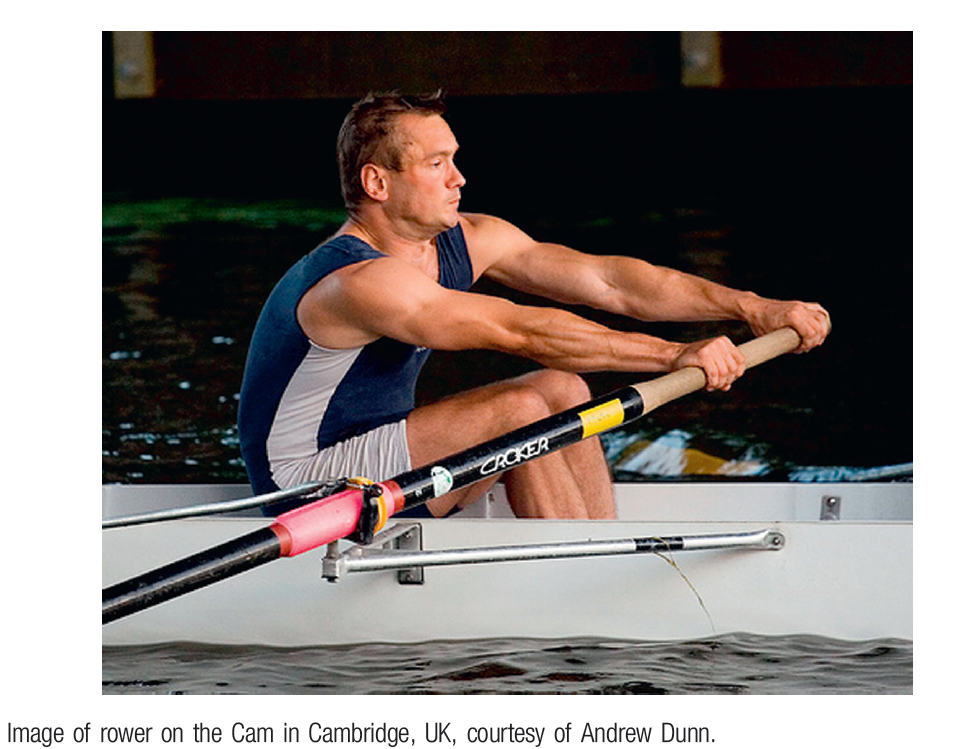 CROKER
Image of rower on the Cam in Cambridge, UK, courtesy of Andrew Dunn.